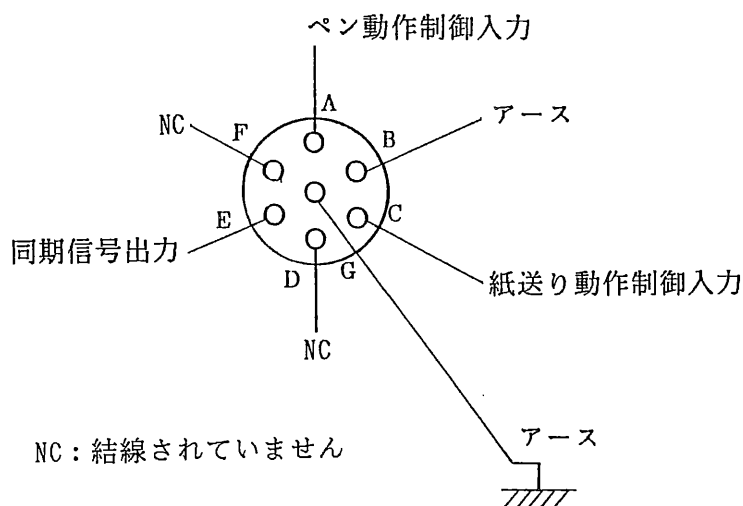 ペン動作制御入力
A
アース
NC
F
B
E
C
同期信号出力
D
G
紙送り動作制御入力
NC
アース
NC:結線されていません